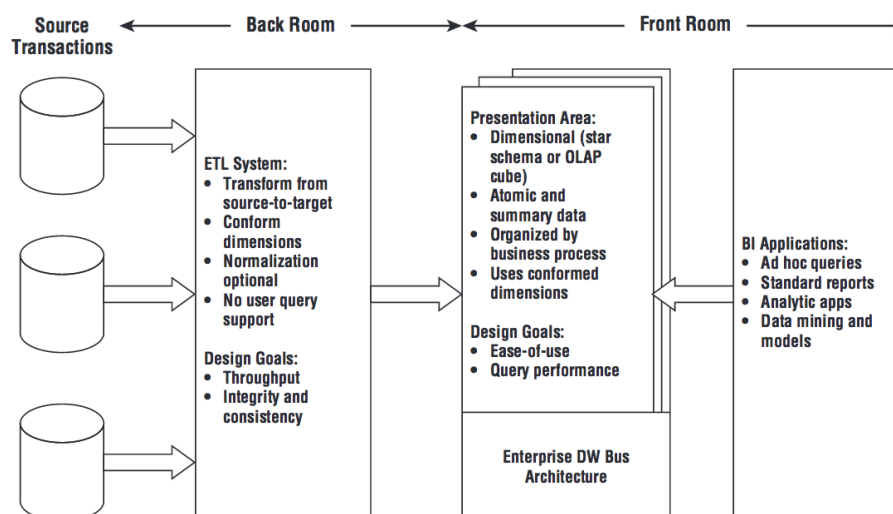 Source
Transactions
Back Room
Front Room
ETL System:
• Transform from
source-to-target
• Conform
dimensions
• Normalization
optional
• No user query
support
Design Goals:
• Throughput
• Integrity and
consistency
Presentation Area:
• Dimensional (star
schema or OLAP
cube)
• Atomic and
summary data
• Organized by
business process
• Uses conformed
dimensions
Design Goals:
• Ease-of-use
• Query performance
Enterprise DW Bus
Architecture
BI Applications:
• Ad hoc queries
• Standard reports
• Analytic apps
• Data mining and
models